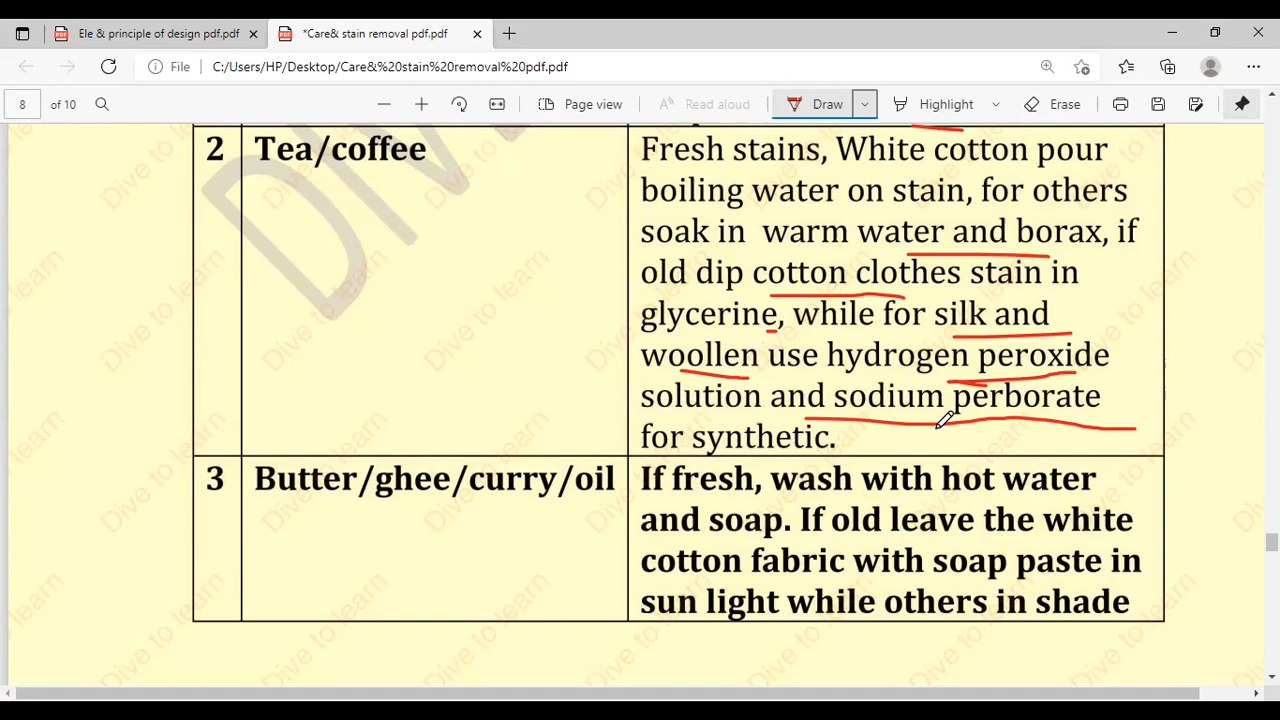 Ele & principle of design pdf.pdf
*Care& stain removal pdf.pdf
File
C:/Users/HP/Desktop/Care&%20stain%20removal%20pdf.pdf
8 of 10
Page view
Read aloud
Draw
Highlight
Erase
2 Tea/coffee
Fresh stains, White cotton pour
boiling water on stain, for others
soak in warm water and borax, if
old dip cotton clothes stain in
glycerine, while for silk and
woollen use hydrogen peroxide
solution and sodium perborate
for synthetic.
3 Butter/ghee/curry/oil
If fresh, wash with hot water
and soap. If old leave the white
cotton fabric with soap paste in
sun light while others in shade
Dive to learn